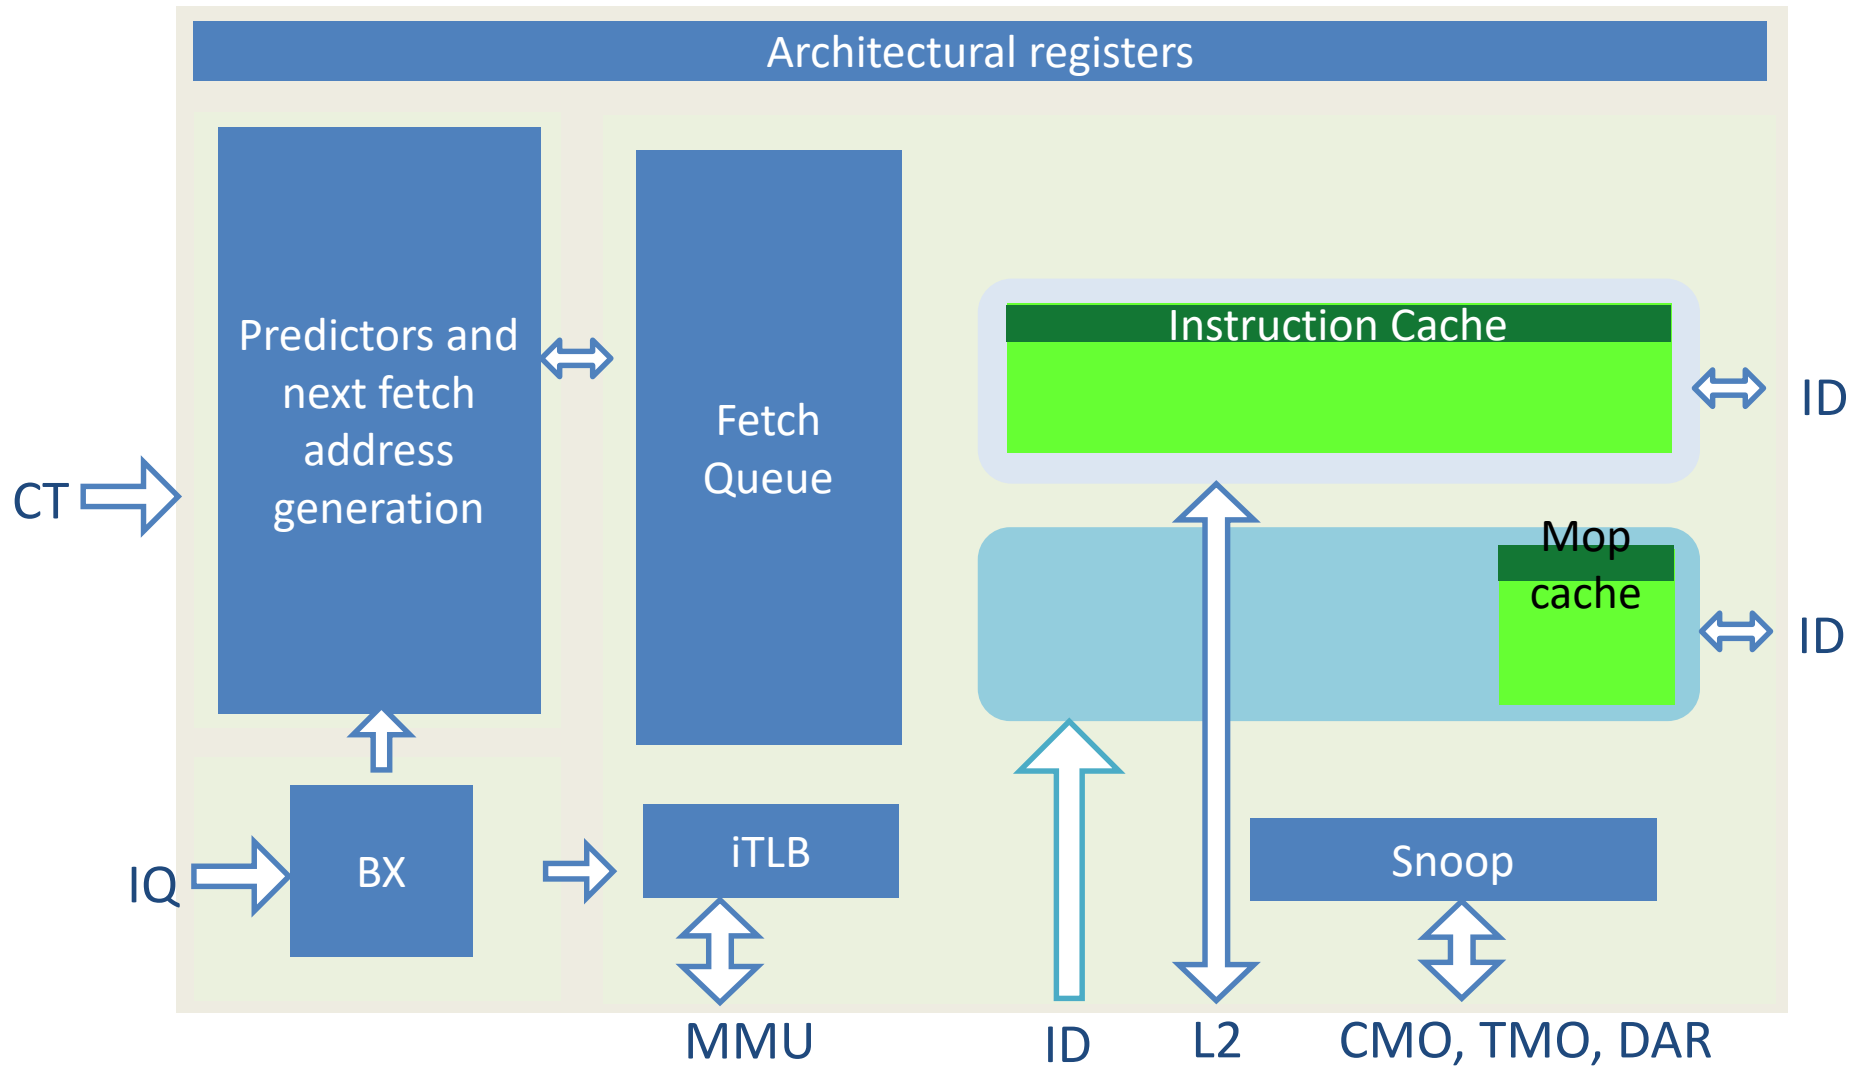 Architectural registers
Predictors and
next fetch
address
generation
Fetch
Queue
Instruction Cache
ID
CT
Mop
cache
ID
BX
IQ
iTLB
Snoop
MMU
ID
L2
CMO, TMO, DAR